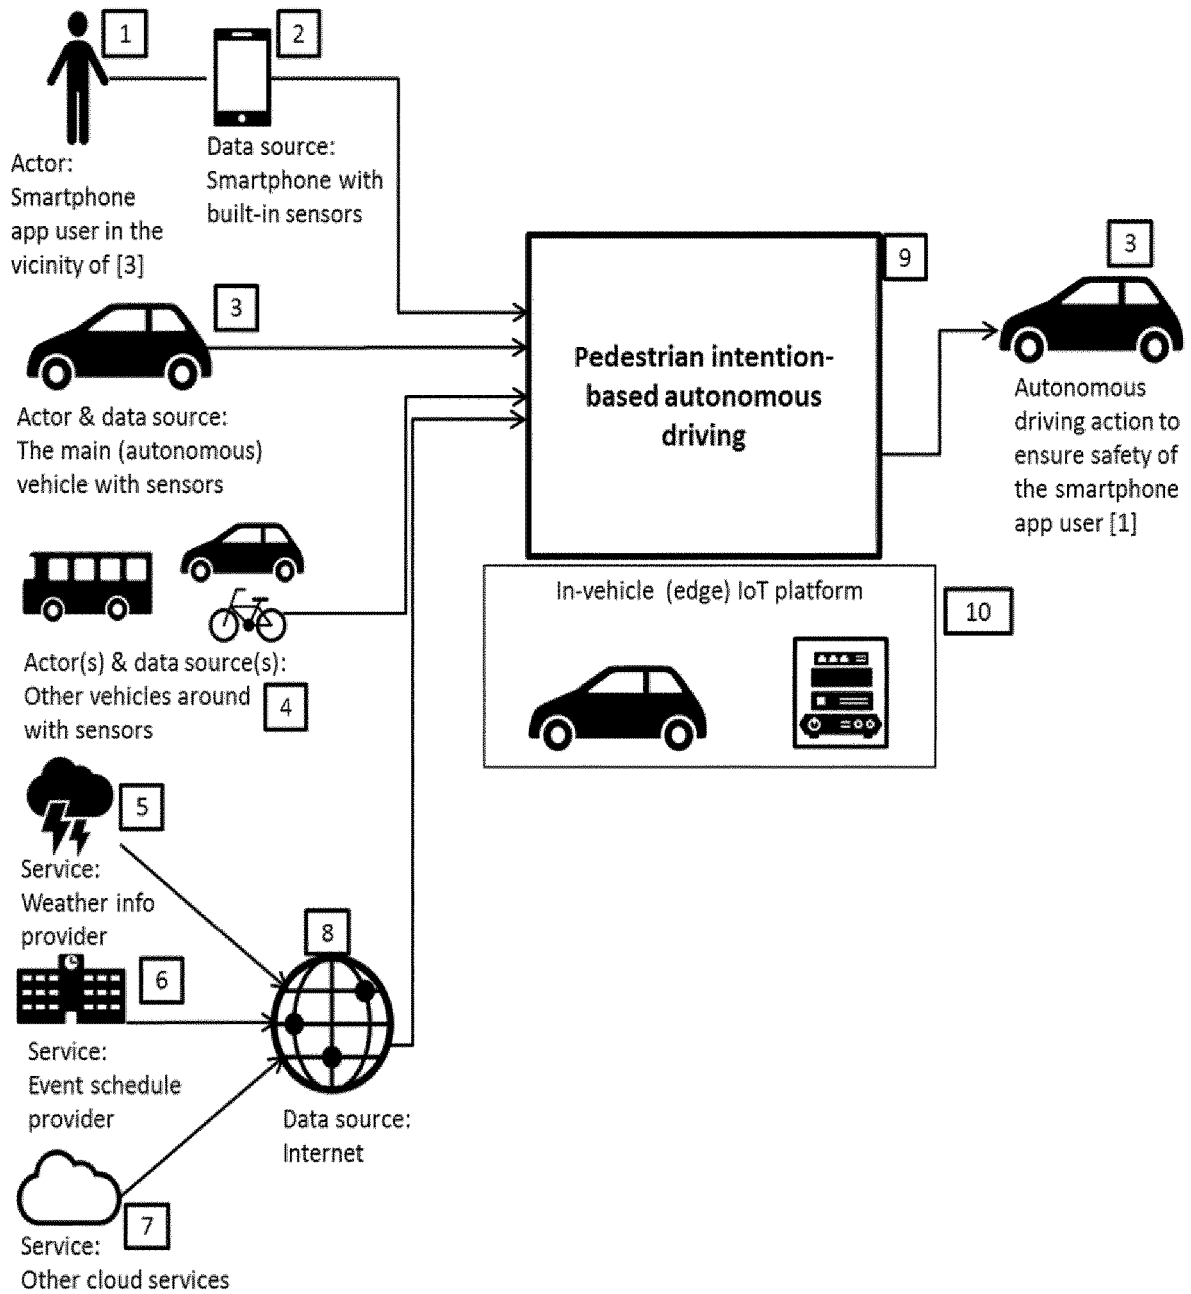 1
2
Actor:
Smartphone
app user in the
vicinity of [3]
Data source:
Smartphone with
built-in sensors
3
Actor & data source:
The main (autonomous)
vehicle with sensors
Actor(s) & data source(s):
Other vehicles around
with sensors
4
5
Service:
Weather info
provider
6
Service:
Event schedule
provider
7
Service:
Other cloud services
8
Data source:
Internet
9
Pedestrian intention-
based autonomous
driving
In-vehicle (edge) IoT platform
10
3
Autonomous
driving action to
ensure safety of
the smartphone
app user [1]